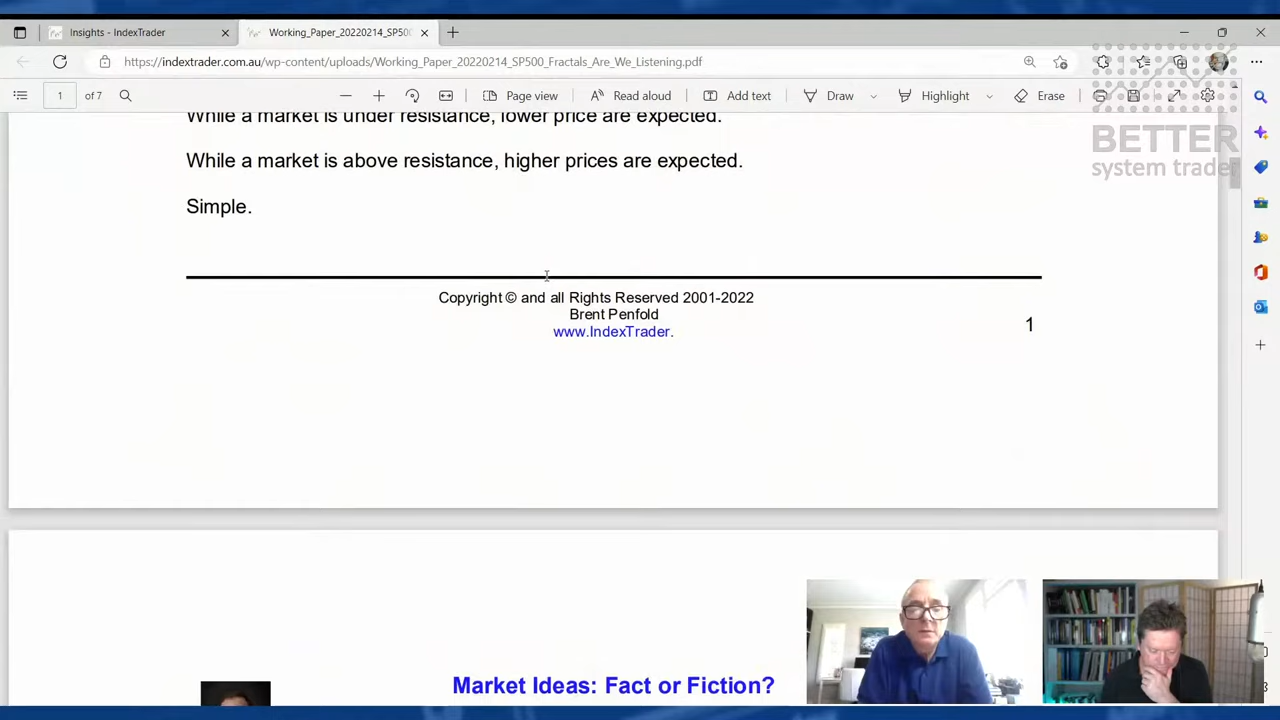 Insights - IndexTrader
Working_Paper_20220214_SP500
https://indextrader.com.au/wp-content/uploads/Working_Paper_20220214_SP500_Fractals_Are_We_Listening.pdf
1 of 7
Page view
Read aloud
Add text
Draw
Highlight
Erase
BETTER
system trader
While a market is under resistance, lower price are expected.
While a market is above resistance, higher prices are expected.
Simple.
Copyright © and all Rights Reserved 2001-2022
Brent Penfold
www.IndexTrader.
1
Market Ideas: Fact or Fiction?